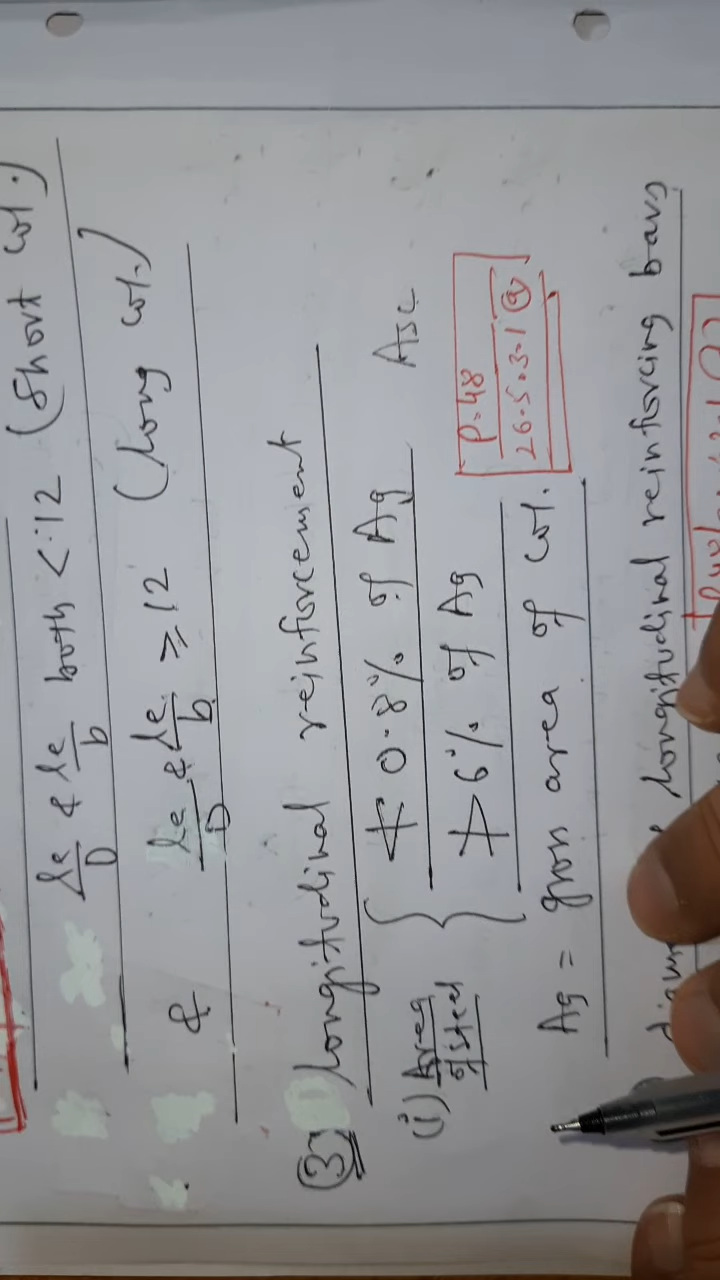 le/D & le/b both < 12 (Short col.)
& le/D & le/b ≥ 12 (Long col.)
(3) Longitudinal reinforcement
(i) Area of steel { ≮ 0.8% of Ag Asc
≯ 6% of Ag
P-48
26.5.3.1 (a)
Ag = gross area of col.
longitudinal reinforcing bars